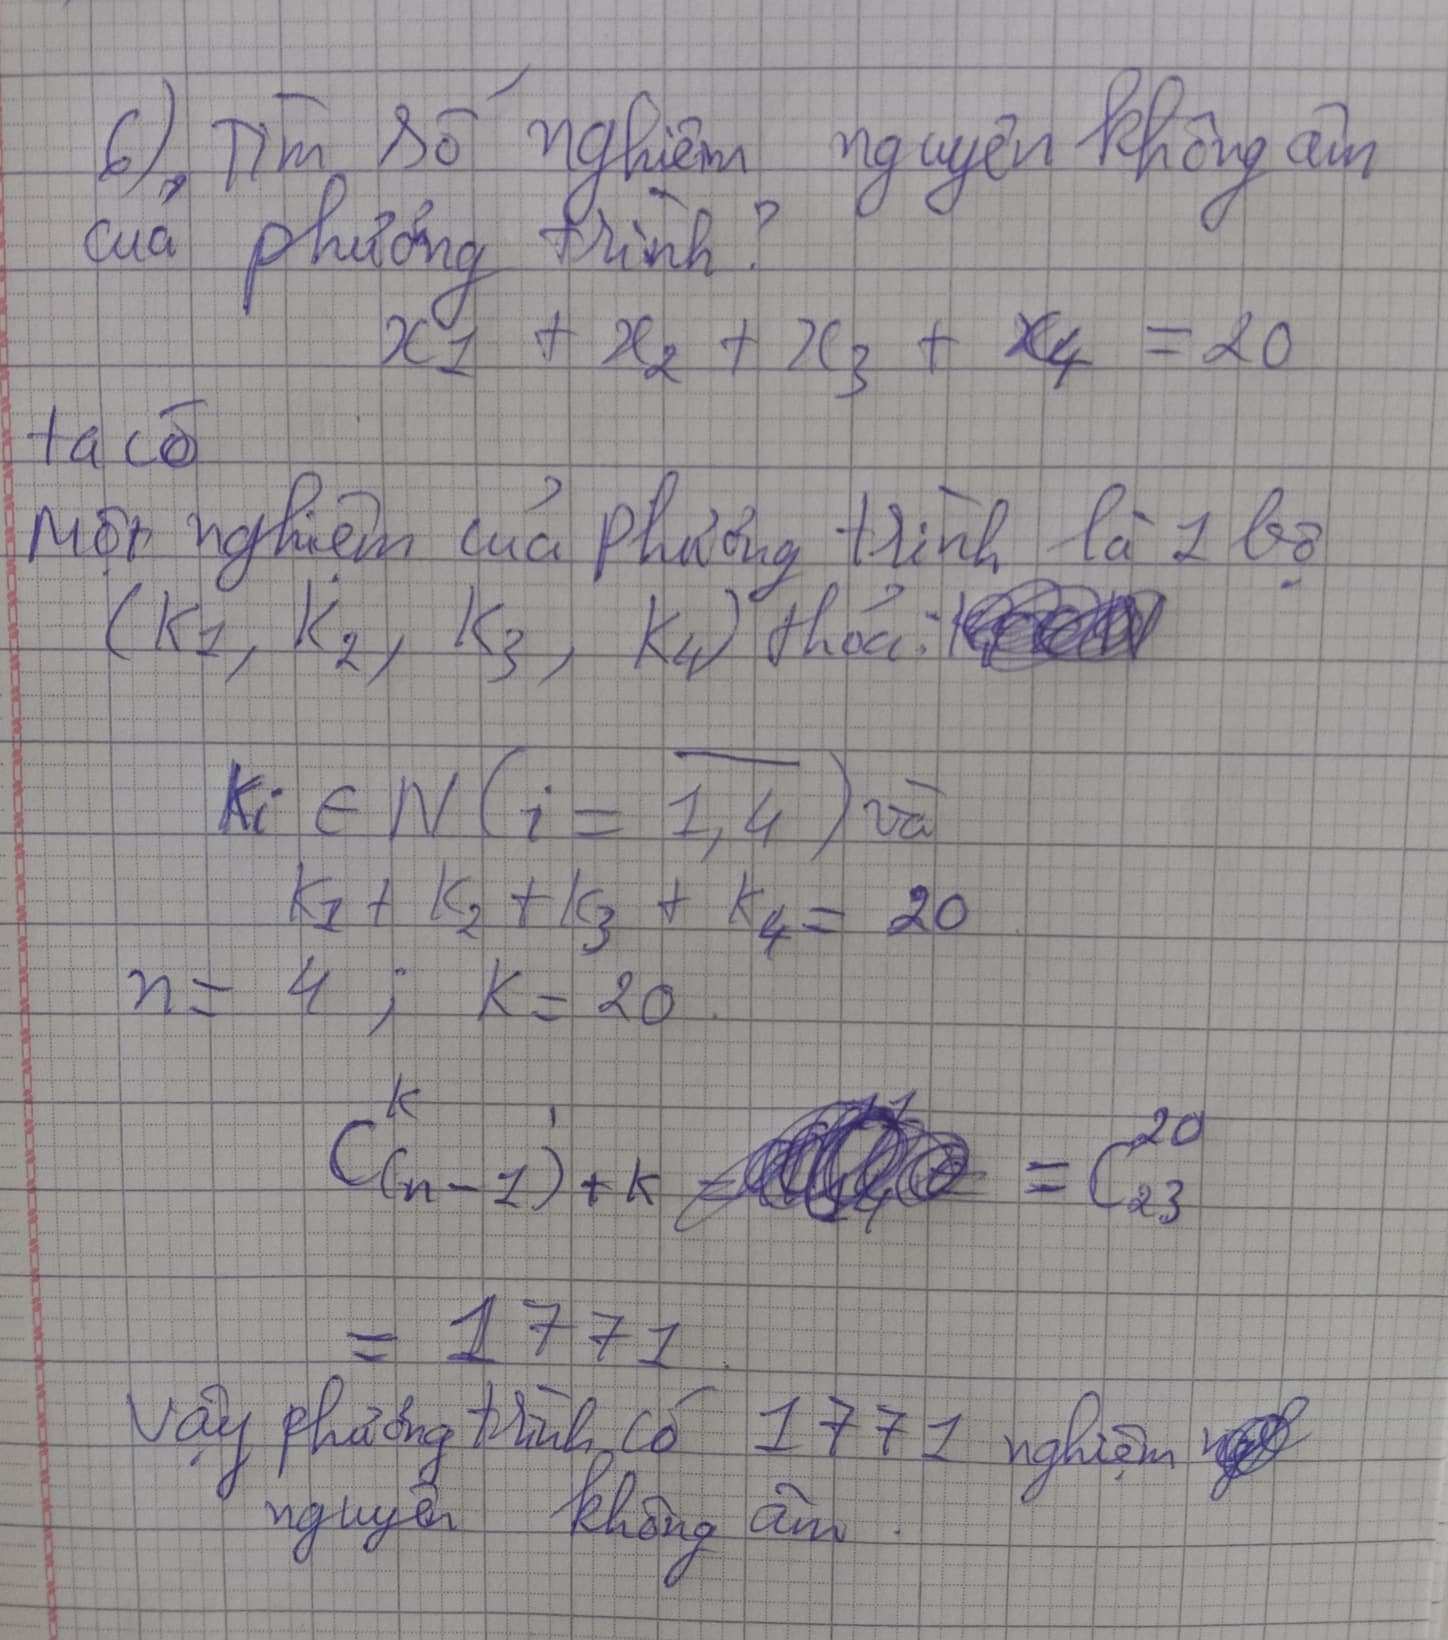 6), Tìm số nghiệm nguyên không âm
của phương trình?
x1 + x2 + x3 + x4 = 20
ta có
Một nghiệm của phương trình là 1 bộ
(K1, K2, K3, K4) thỏa:
Ki ∈ N (i = 1,4) và
K1 + K2 + K3 + K4 = 20
n = 4 ; K = 20.
C^K_(n-1)+K = C^20_23
= 1771.
Vậy phương trình có 1771 nghiệm
nguyên không âm.